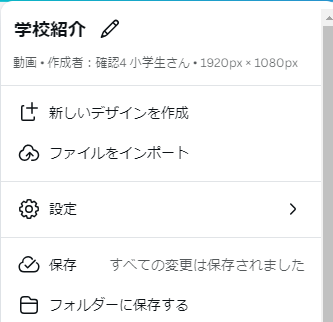 学校紹介
動画 • 作成者：確認4 小学生さん • 1920px × 1080px
新しいデザインを作成
ファイルをインポート
設定
保存 すべての変更は保存されました
フォルダーに保存する